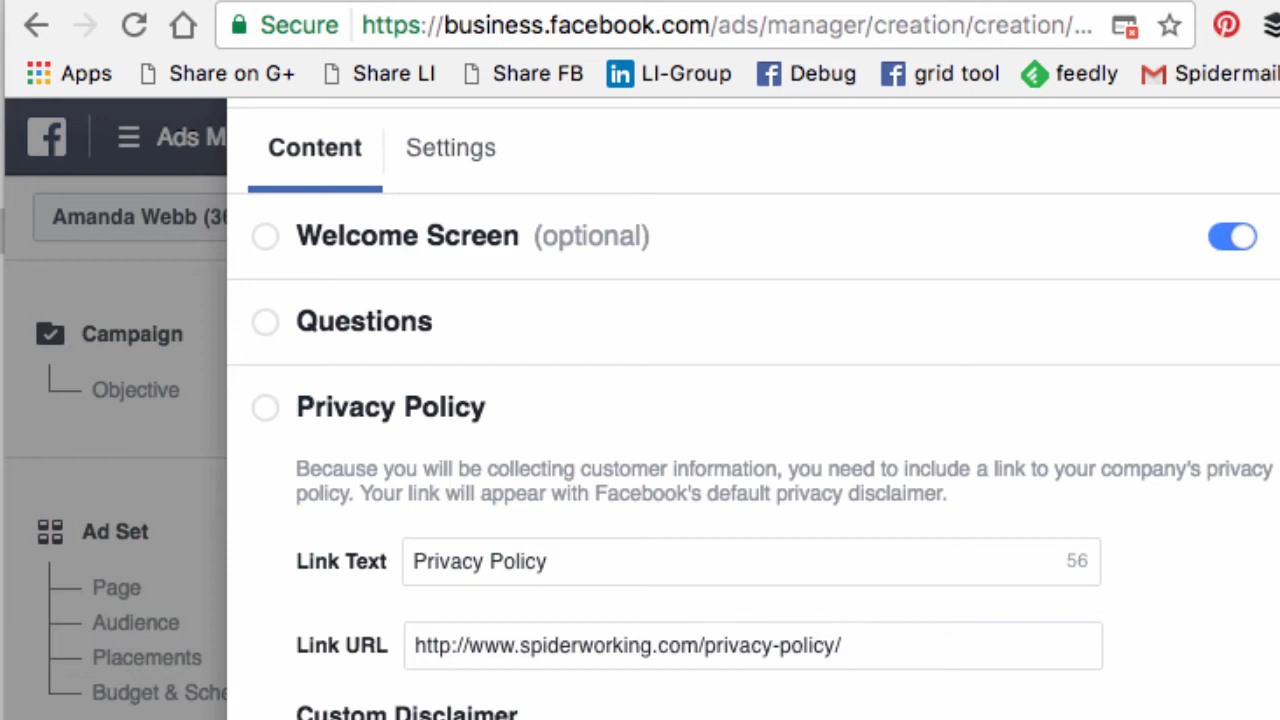 Secure https://business.facebook.com/ads/manager/creation/creation/...
Apps Share on G+ Share LI Share FB in LI-Group Debug grid tool feedly Spidermail
Ads M
Content Settings
Amanda Webb (36
Welcome Screen (optional)
Questions
Campaign
Objective
Privacy Policy
Because you will be collecting customer information, you need to include a link to your company's privacy
policy. Your link will appear with Facebook's default privacy disclaimer.
Ad Set
Link Text Privacy Policy 56
Page
Audience
Link URL http://www.spiderworking.com/privacy-policy/
Placements
Budget & Sche
Custom Disclaimer